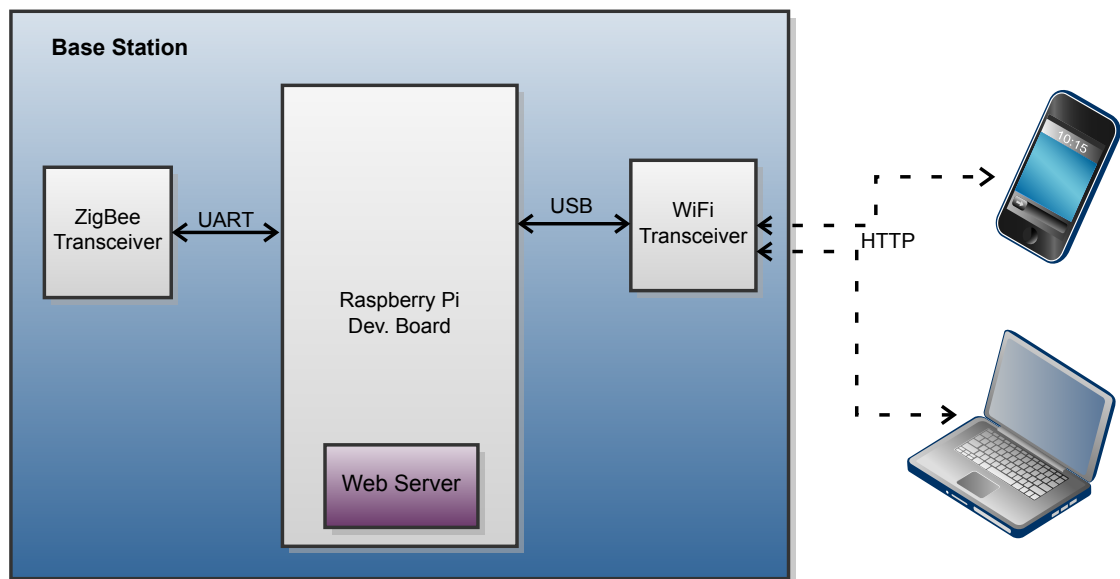 Base Station
ZigBee
Transceiver
UART
Raspberry Pi
Dev. Board
Web Server
USB
WiFi
Transceiver
HTTP
10:15